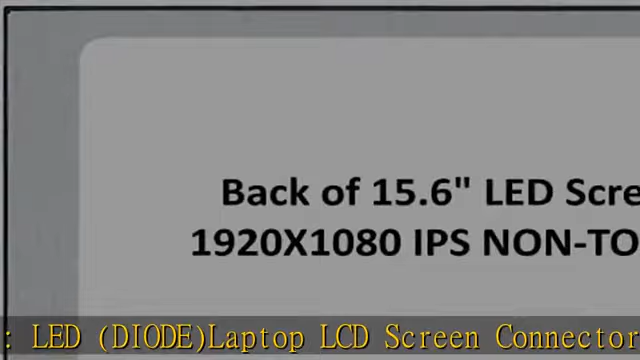 Back of 15.6" LED Scre
1920X1080 IPS NON-TO
: LED (DIODE)Laptop LCD Screen Connector